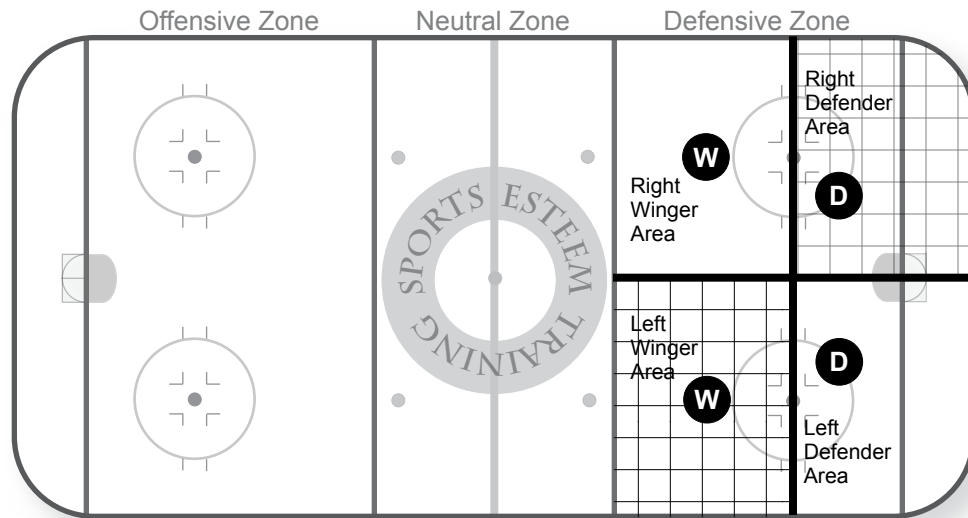 Offensive Zone
Neutral Zone
Defensive Zone
Right
Defender
Area
W
D
Right
Winger
Area
SPORTS ESTEEM
TRAINING
Left
Winger
Area
D
W
Left
Defender
Area